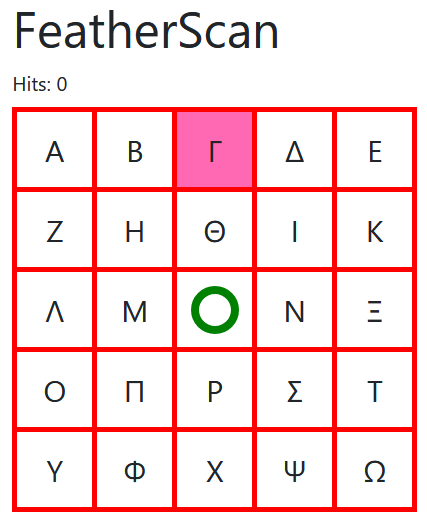 FeatherScan
Hits: 0
Α Β Γ Δ Ε
Ζ Η Θ Ι Κ
Λ Μ Ν Ξ
Ο Π Ρ Σ Τ
Υ Φ Χ Ψ Ω